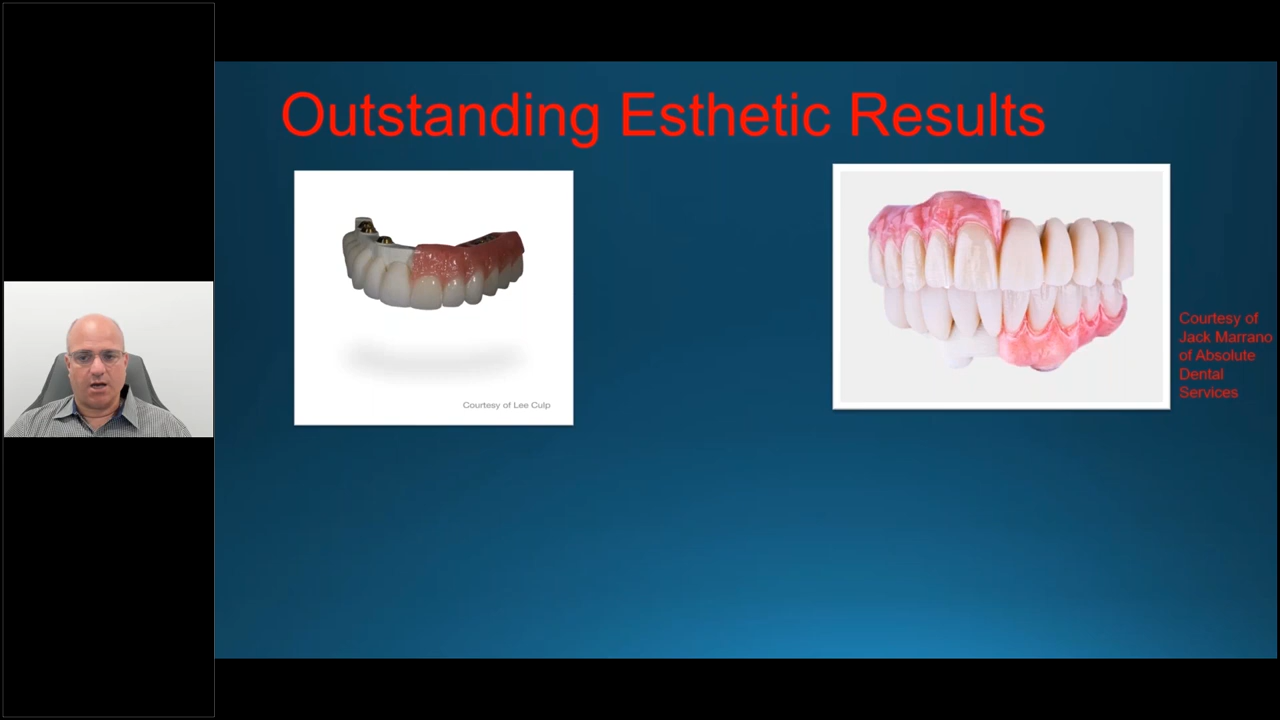 Outstanding Esthetic Results
Courtesy of Lee Culp
Courtesy of
Jack Marrano
of Absolute
Dental
Services